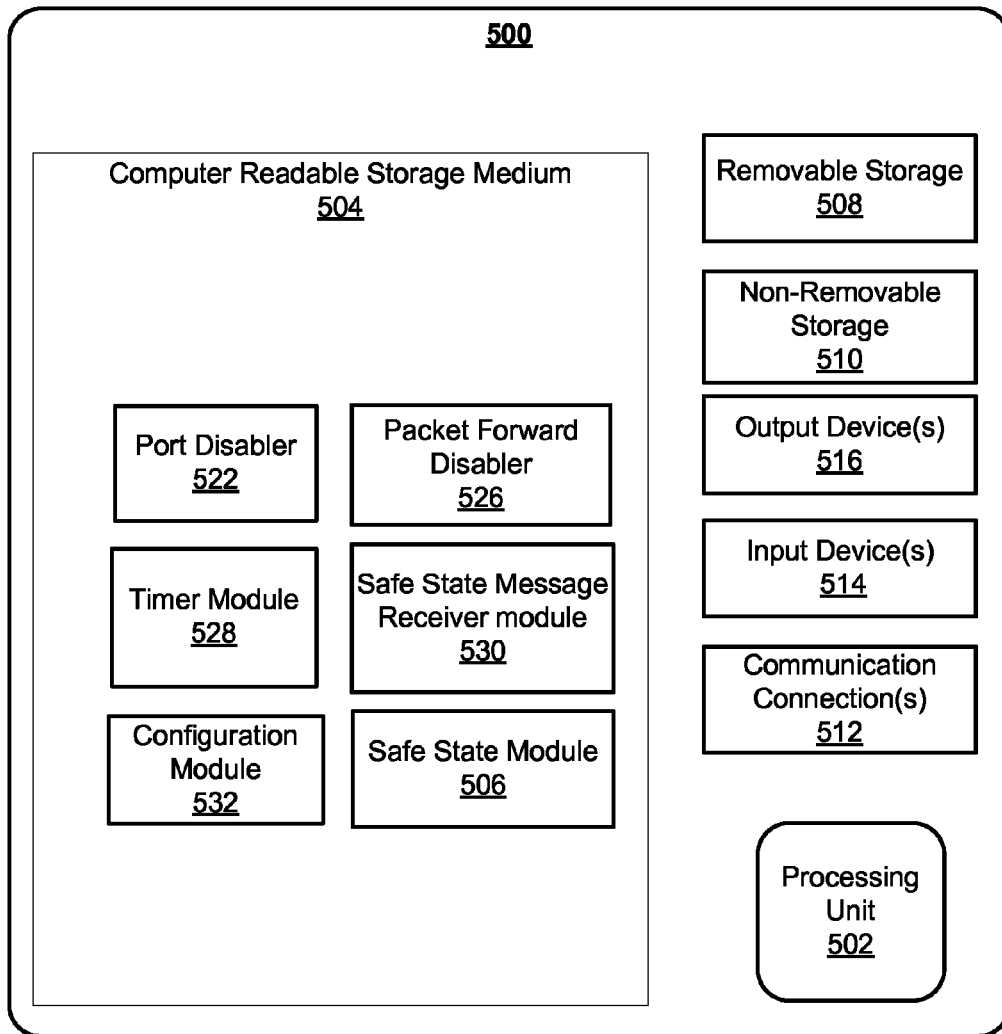 500
Computer Readable Storage Medium
504
Port Disabler
522
Packet Forward
Disabler
526
Timer Module
528
Safe State Message
Receiver module
530
Configuration
Module
532
Safe State Module
506
Removable Storage
508
Non-Removable
Storage
510
Output Device(s)
516
Input Device(s)
514
Communication
Connection(s)
512
Processing
Unit
502